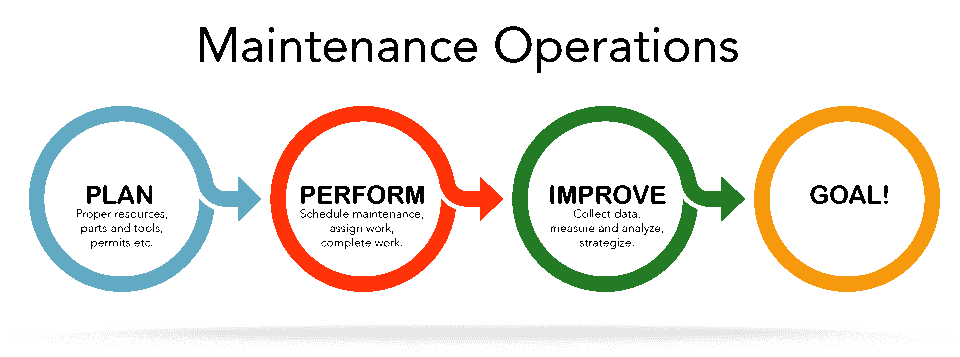 Maintenance Operations
PLAN
Proper resources,
parts and tools,
permits etc.
PERFORM
Schedule maintenance,
assign work,
complete work.
IMPROVE
Collect data,
measure and analyze,
strategize.
GOAL!